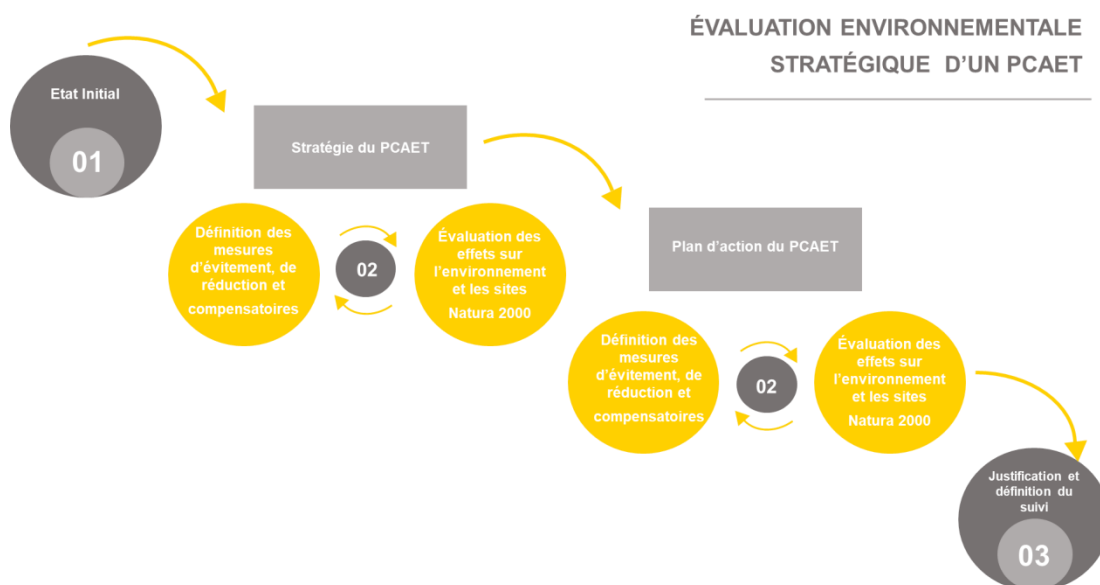 ÉVALUATION ENVIRONNEMENTALE
STRATÉGIQUE D'UN PCAET
Etat Initial
01
Stratégie du PCAET
Définition des
mesures
d'évitement, de
réduction et
compensatoires
02
Évaluation des
effets sur
l'environnement
et les sites
Natura 2000
Plan d'action du PCAET
Définition des
mesures
d'évitement, de
réduction et
compensatoires
02
Évaluation des
effets sur
l'environnement
et les sites
Natura 2000
Justification et
définition du
suivi
03